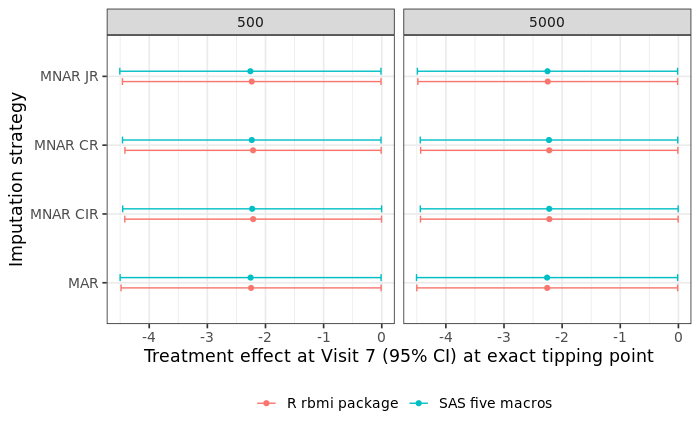 500
5000
Imputation strategy
MNAR JR
MNAR CR
MNAR CIR
MAR
-4 -3 -2 -1 0
-4 -3 -2 -1 0
Treatment effect at Visit 7 (95% CI) at exact tipping point
R rbmi package
SAS five macros